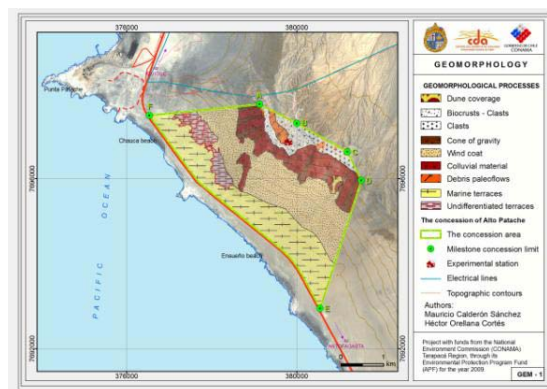 376000
380000
Punta Patache
Chauca beach
7696000
Ensueño beach
PACIFIC OCEAN
7692000
376000
380000
A
B
C
D
E
F
0
1
km
cda
GEOMORPHOLOGY
GEOMORPHOLOGICAL PROCESSES
Dune coverage
Biocrusts - Clasts
Clasts
Cone of gravity
Wind coat
Colluvial material
Debris paleoflows
Marine terraces
Undifferentiated terraces
The concession of Alto Patache
The concession area
Milestone concession limit
Experimental station
Electrical lines
Topographic contours
Authors:
Mauricio Calderón Sánchez
Héctor Orellana Cortés
Project with funds from the National
Environment Commission (CONAMA)
Tarapacá Region, through its
Environmental Protection Program Fund
(APF) for the year 2009.
GEM - 1